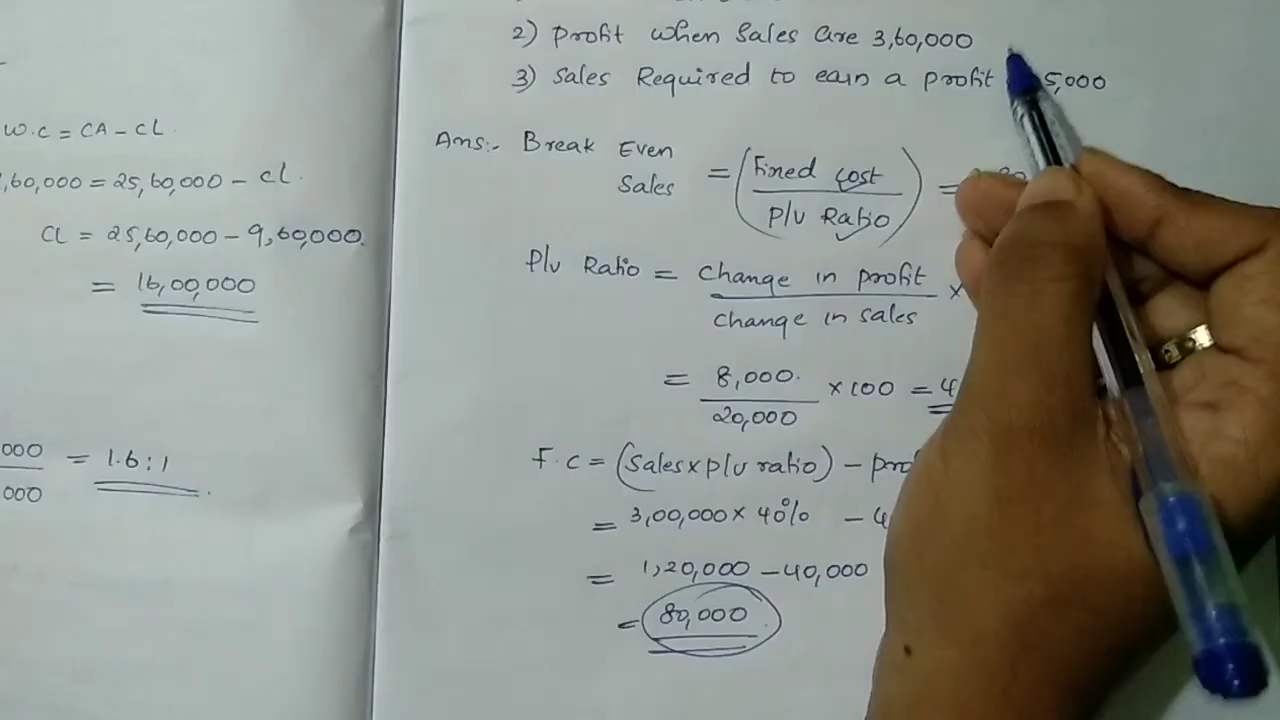 W.C = CA - CL
,60,000 = 25,60,000 - CL.
CL = 25,60,000 - 9,60,000.
= 16,00,000
000
000
= 1.6 : 1
2) Profit when Sales are 3,60,000
3) Sales Required to earn a profit 5,000
Ans:- Break Even Sales = (Fixed Cost / P/V Ratio) =
P/V Ratio = Change in profit / Change in Sales ×
= 8,000. / 20,000 × 100 = 4
F.C = (Sales × P/V ratio) -
= 3,00,000 × 40% - 4
= 1,20,000 - 40,000
= 80,000